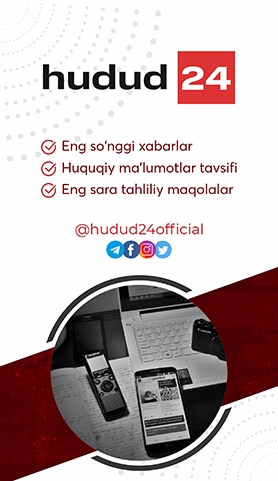 hudud 24
Eng so'nggi xabarlar
Huquqiy ma'lumotlar tavsifi
Eng sara tahliliy maqolalar
@hudud24official